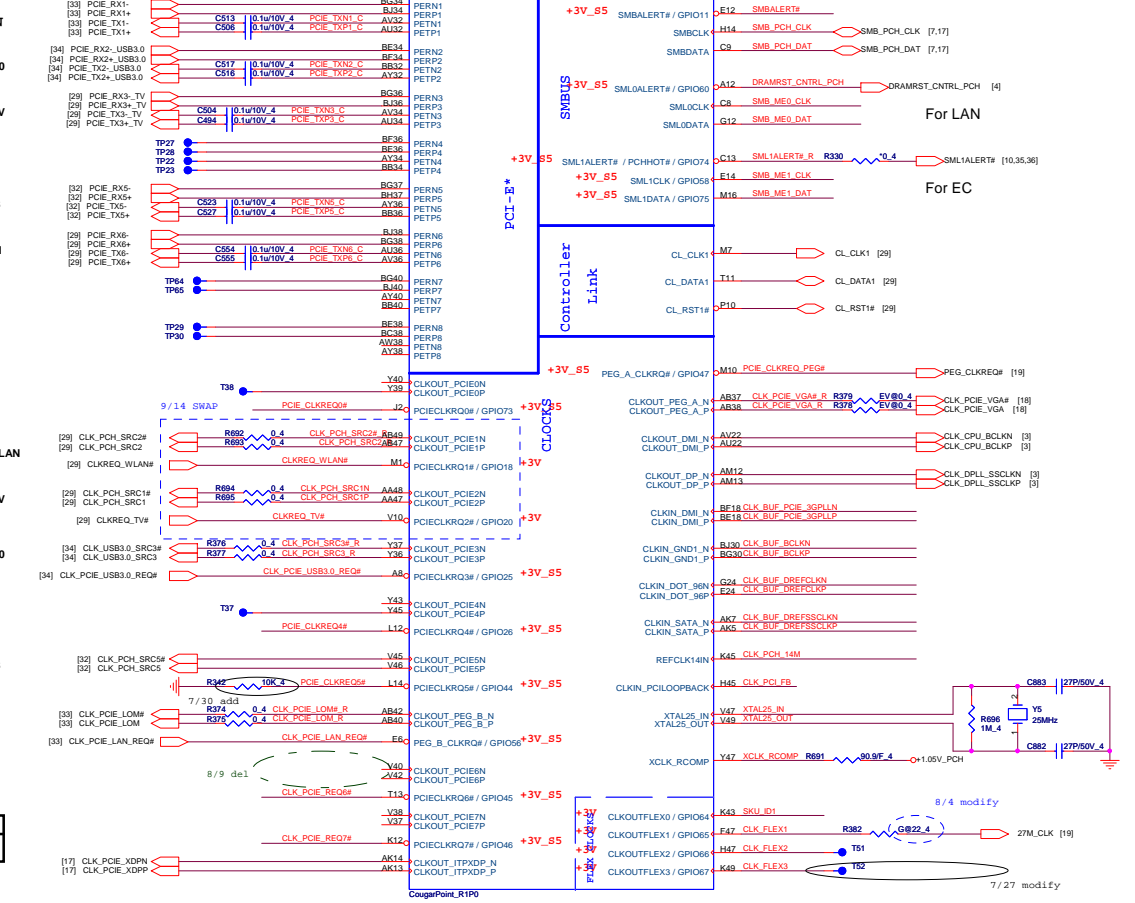 [33] PCIE_RX1- BG34 PERN1
[33] PCIE_RX1+ BJ34 PERP1
[33] PCIE_TX1- C513 0.1u/10V_4 PCIE_TXN1_C AV32 PETN1
[33] PCIE_TX1+ C506 0.1u/10V_4 PCIE_TXP1_C AU32 PETP1
[34] PCIE_RX2-_USB3.0 BE34 PERN2
[34] PCIE_RX2+_USB3.0 BF34 PERP2
[34] PCIE_TX2-_USB3.0 C517 0.1u/10V_4 PCIE_TXN2_C BB32 PETN2
[34] PCIE_TX2+_USB3.0 C516 0.1u/10V_4 PCIE_TXP2_C AY32 PETP2
[29] PCIE_RX3-_TV BG36 PERN3
[29] PCIE_RX3+_TV BJ36 PERP3
[29] PCIE_TX3-_TV C504 0.1u/10V_4 PCIE_TXN3_C AV34 PETN3
[29] PCIE_TX3+_TV C494 0.1u/10V_4 PCIE_TXP3_C AU34 PETP3
TP27 BF36 PERN4
TP28 BE36 PERP4
TP22 AY34 PETN4
TP23 BB34 PETP4
[32] PCIE_RX5- BG37 PERN5
[32] PCIE_RX5+ BH37 PERP5
[32] PCIE_TX5- C523 0.1u/10V_4 PCIE_TXN5_C AY36 PETN5
[32] PCIE_TX5+ C527 0.1u/10V_4 PCIE_TXP5_C BB36 PETP5
[29] PCIE_RX6- BJ38 PERN6
[29] PCIE_RX6+ BG38 PERP6
[29] PCIE_TX6- C554 0.1u/10V_4 PCIE_TXN6_C AU36 PETN6
[29] PCIE_TX6+ C555 0.1u/10V_4 PCIE_TXP6_C AV36 PETP6
TP64 BG40 PERN7
TP65 BJ40 PERP7
AY40 PETN7
BB40 PETP7
TP29 BE38 PERN8
TP30 BC38 PERP8
AW38 PETN8
AY38 PETP8
PCI-E*
Y40 CLKOUT_PCIE0N
T38 Y39 CLKOUT_PCIE0P
9/14 SWAP
PCIE_CLKREQ0# J2 PCIECLKRQ0# / GPIO73 +3V_S5
[29] CLK_PCH_SRC2# R692 0_4 CLK_PCH_SRC2#_R AB49 CLKOUT_PCIE1N
[29] CLK_PCH_SRC2 R693 0_4 CLK_PCH_SRC2_R AB47 CLKOUT_PCIE1P
LAN
[29] CLKREQ_WLAN# CLKREQ_WLAN# M1 PCIECLKRQ1# / GPIO18 +3V
[29] CLK_PCH_SRC1# R694 0_4 CLK_PCH_SRC1N AA48 CLKOUT_PCIE2N
[29] CLK_PCH_SRC1 R695 0_4 CLK_PCH_SRC1P AA47 CLKOUT_PCIE2P
[29] CLKREQ_TV# CLKREQ_TV# V10 PCIECLKRQ2# / GPIO20 +3V
[34] CLK_USB3.0_SRC3# R376 0_4 CLK_PCH_SRC3#_R Y37 CLKOUT_PCIE3N
[34] CLK_USB3.0_SRC3 R377 0_4 CLK_PCH_SRC3_R Y36 CLKOUT_PCIE3P
[34] CLK_PCIE_USB3.0_REQ# CLK_PCIE_USB3.0_REQ# A8 PCIECLKRQ3# / GPIO25 +3V_S5
Y43 CLKOUT_PCIE4N
T37 Y45 CLKOUT_PCIE4P
PCIE_CLKREQ4# L12 PCIECLKRQ4# / GPIO26 +3V_S5
[32] CLK_PCH_SRC5# V45 CLKOUT_PCIE5N
[32] CLK_PCH_SRC5 V46 CLKOUT_PCIE5P
R342 10K_4 PCIE_CLKREQ5# L14 PCIECLKRQ5# / GPIO44 +3V_S5
7/30 add
[33] CLK_PCIE_LOM# R374 0_4 CLK_PCIE_LOM#_R AB42 CLKOUT_PEG_B_N
[33] CLK_PCIE_LOM R375 0_4 CLK_PCIE_LOM_R AB40 CLKOUT_PEG_B_P
[33] CLK_PCIE_LAN_REQ# CLK_PCIE_LAN_REQ# E6 PEG_B_CLKRQ# / GPIO56 +3V_S5
8/9 del
V40 CLKOUT_PCIE6N
V42 CLKOUT_PCIE6P
CLK_PCIE_REQ6# T13 PCIECLKRQ6# / GPIO45 +3V_S5
V38 CLKOUT_PCIE7N
V37 CLKOUT_PCIE7P
CLK_PCIE_REQ7# K12 PCIECLKRQ7# / GPIO46 +3V_S5
[17] CLK_PCIE_XDPN AK14 CLKOUT_ITPXDP_N
[17] CLK_PCIE_XDPP AK13 CLKOUT_ITPXDP_P
CougarPoint_R1P0
+3V_S5 SMBALERT# / GPIO11 E12 SMBALERT#
SMBCLK H14 SMB_PCH_CLK SMB_PCH_CLK [7,17]
SMBDATA C9 SMB_PCH_DAT SMB_PCH_DAT [7,17]
SMBUS
+3V_S5 SML0ALERT# / GPIO60 A12 DRAMRST_CNTRL_PCH DRAMRST_CNTRL_PCH [4]
SML0CLK C8 SMB_ME0_CLK
For LAN
SML0DATA G12 SMB_ME0_DAT
+3V_S5 SML1ALERT# / PCHHOT# / GPIO74 C13 SML1ALERT#_R R330 *0_4 SML1ALERT# [10,35,36]
+3V_S5 SML1CLK / GPIO58 E14 SMB_ME1_CLK
For EC
+3V_S5 SML1DATA / GPIO75 M16 SMB_ME1_DAT
Controller Link
CL_CLK1 M7 CL_CLK1 [29]
CL_DATA1 T11 CL_DATA1 [29]
CL_RST1# P10 CL_RST1# [29]
CLOCKS
+3V_S5 PEG_A_CLKRQ# / GPIO47 M10 PCIE_CLKREQ_PEG# PEG_CLKREQ# [19]
CLKOUT_PEG_A_N AB37 CLK_PCIE_VGA#_R R379 EV@0_4 CLK_PCIE_VGA# [18]
CLKOUT_PEG_A_P AB38 CLK_PCIE_VGA_R R378 EV@0_4 CLK_PCIE_VGA [18]
CLKOUT_DMI_N AV22 CLK_CPU_BCLKN [3]
CLKOUT_DMI_P AU22 CLK_CPU_BCLKP [3]
CLKOUT_DP_N AM12 CLK_DPLL_SSCLKN [3]
CLKOUT_DP_P AM13 CLK_DPLL_SSCLKP [3]
CLKIN_DMI_N BF18 CLK_BUF_PCIE_3GPLLN
CLKIN_DMI_P BE18 CLK_BUF_PCIE_3GPLLP
CLKIN_GND1_N BJ30 CLK_BUF_BCLKN
CLKIN_GND1_P BG30 CLK_BUF_BCLKP
CLKIN_DOT_96N G24 CLK_BUF_DREFCLKN
CLKIN_DOT_96P E24 CLK_BUF_DREFCLKP
CLKIN_SATA_N AK7 CLK_BUF_DREFSSCLKN
CLKIN_SATA_P AK5 CLK_BUF_DREFSSCLKP
REFCLK14IN K45 CLK_PCH_14M
CLKIN_PCILOOPBACK H45 CLK_PCI_FB
XTAL25_IN V47 XTAL25_IN
XTAL25_OUT V49 XTAL25_OUT
C883 27P/50V_4
R696 1M_4
2 Y5 25MHz 1
C882 27P/50V_4
XCLK_RCOMP Y47 XCLK_RCOMP R691 90.9/F_4 +1.05V_PCH
8/4 modify
FLEX CLOCKS
+3V CLKOUTFLEX0 / GPIO64 K43 SKU_ID1
+3V CLKOUTFLEX1 / GPIO65 F47 CLK_FLEX1 R382 G@22_4 27M_CLK [19]
+3V CLKOUTFLEX2 / GPIO66 H47 CLK_FLEX2 T51
+3V CLKOUTFLEX3 / GPIO67 K49 CLK_FLEX3 T52
7/27 modify